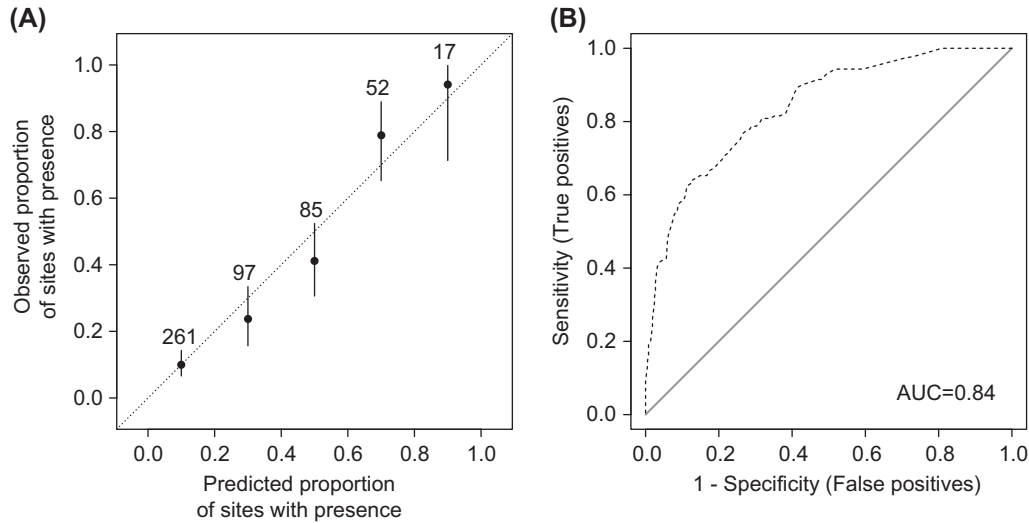 (A)
Observed proportion
of sites with presence
1.0
0.8
0.6
0.4
0.2
0.0
261
97
85
52
17
0.0 0.2 0.4 0.6 0.8 1.0
Predicted proportion
of sites with presence
(B)
Sensitivity (True positives)
1.0
0.8
0.6
0.4
0.2
0.0
AUC=0.84
0.0 0.2 0.4 0.6 0.8 1.0
1 - Specificity (False positives)